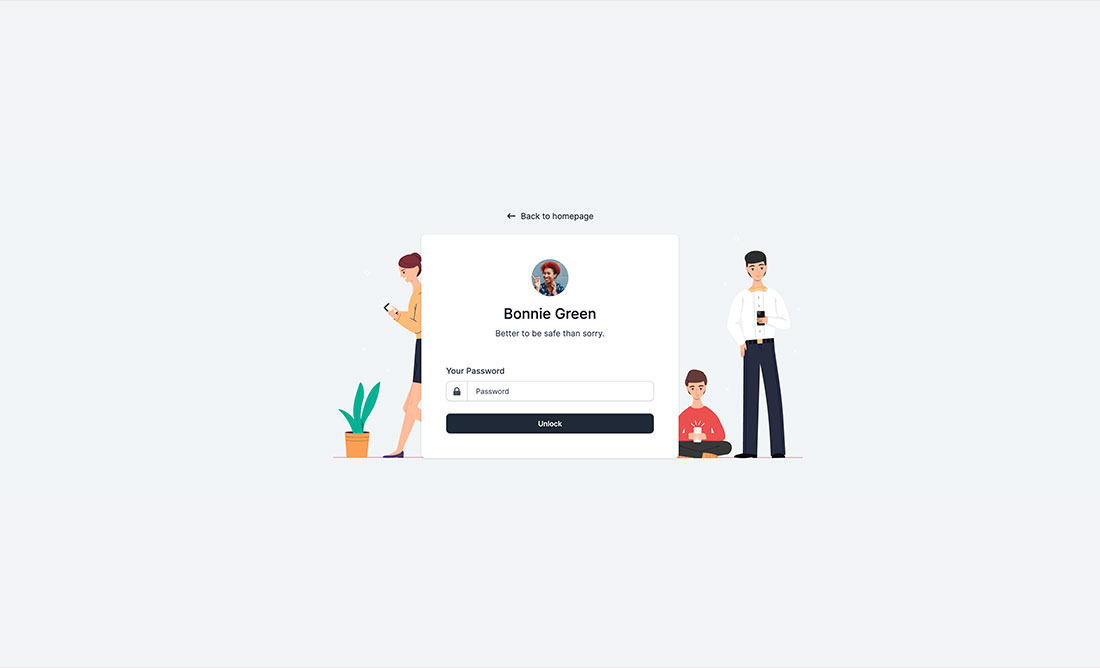 Back to homepage
Bonnie Green
Better to be safe than sorry.
Your Password
Password
Unlock